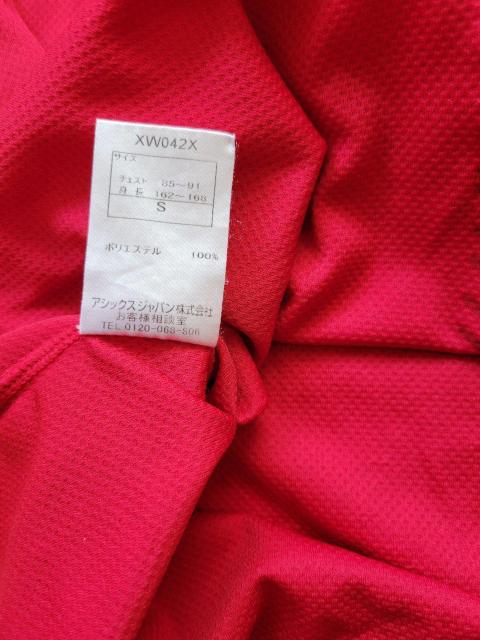 XW042X
サイズ
チェスト 85～91
身長 162～168
S
ポリエステル 100%
アシックスジャパン株式会社
お客様相談室
TEL 0120-068-806